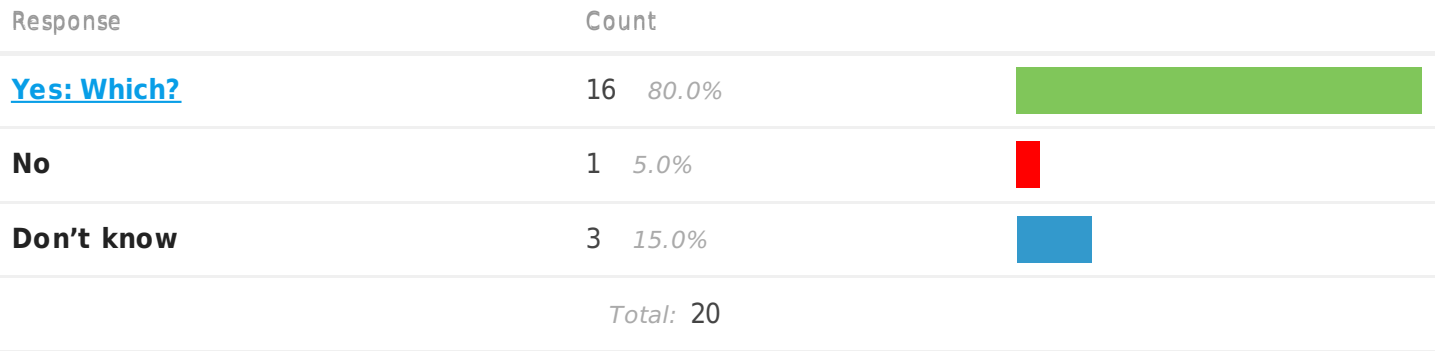 Response Count
Yes: Which? 16 80.0%
No 1 5.0%
Don’t know 3 15.0%
Total: 20